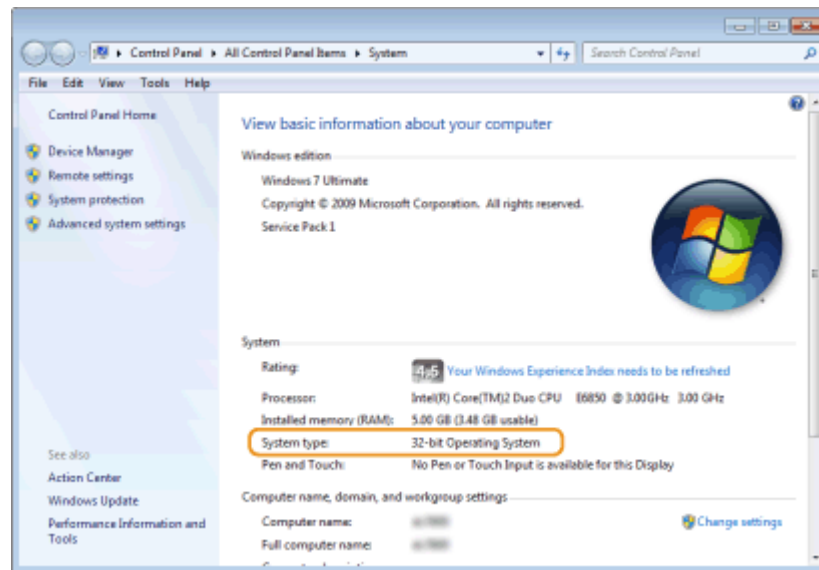 Control Panel ▸ All Control Panel Items ▸ System
Search Control Panel
File Edit View Tools Help
Control Panel Home
Device Manager
Remote settings
System protection
Advanced system settings
See also
Action Center
Windows Update
Performance Information and
Tools
View basic information about your computer
Windows edition
Windows 7 Ultimate
Copyright © 2009 Microsoft Corporation. All rights reserved.
Service Pack 1
System
Rating: 4.5 Your Windows Experience Index needs to be refreshed
Processor: Intel(R) Core(TM)2 Duo CPU E6850 @ 3.00GHz 3.00 GHz
Installed memory (RAM): 5.00 GB (3.48 GB usable)
System type: 32-bit Operating System
Pen and Touch: No Pen or Touch Input is available for this Display
Computer name, domain, and workgroup settings
Computer name: Change settings
Full computer name: